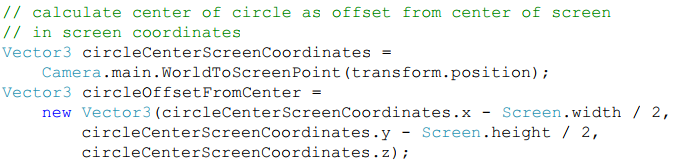 // calculate center of circle as offset from center of screen
// in screen coordinates
Vector3 circleCenterScreenCoordinates =
    Camera.main.WorldToScreenPoint(transform.position);
Vector3 circleOffsetFromCenter =
    new Vector3(circleCenterScreenCoordinates.x - Screen.width / 2,
        circleCenterScreenCoordinates.y - Screen.height / 2,
        circleCenterScreenCoordinates.z);